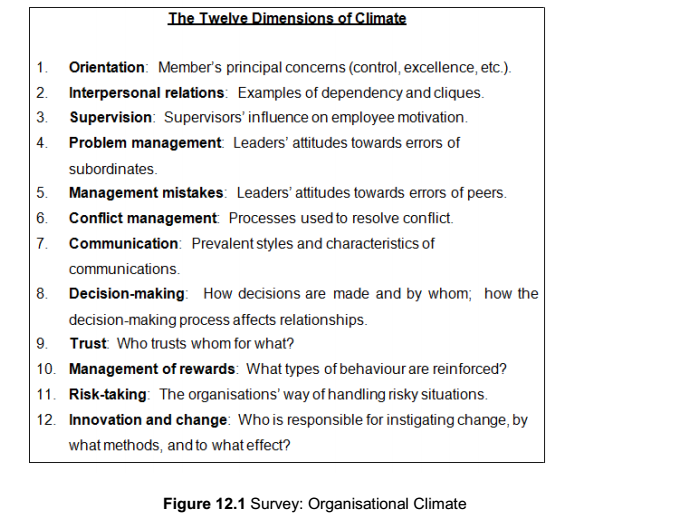 The Twelve Dimensions of Climate
1. Orientation: Member's principal concerns (control, excellence, etc.).
2. Interpersonal relations: Examples of dependency and cliques.
3. Supervision: Supervisors' influence on employee motivation.
4. Problem management: Leaders' attitudes towards errors of
subordinates.
5. Management mistakes: Leaders' attitudes towards errors of peers.
6. Conflict management: Processes used to resolve conflict.
7. Communication: Prevalent styles and characteristics of
communications.
8. Decision-making: How decisions are made and by whom; how the
decision-making process affects relationships.
9. Trust: Who trusts whom for what?
10. Management of rewards: What types of behaviour are reinforced?
11. Risk-taking: The organisations' way of handling risky situations.
12. Innovation and change: Who is responsible for instigating change, by
what methods, and to what effect?
Figure 12.1 Survey: Organisational Climate